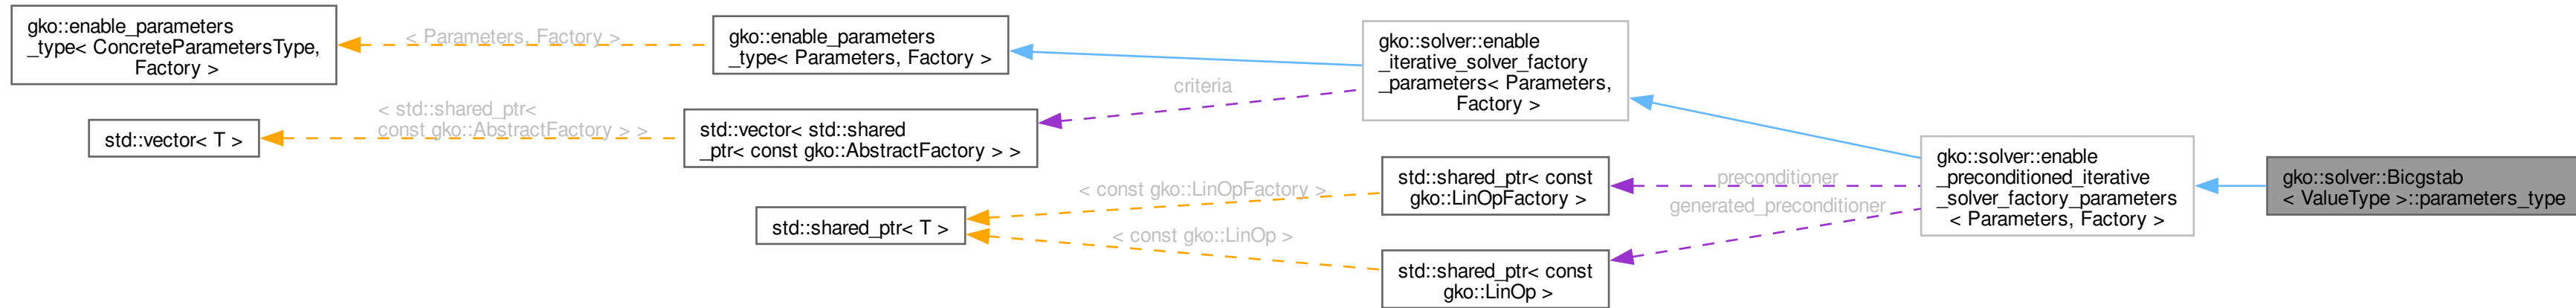 gko::enable_parameters
_type< ConcreteParametersType,
Factory >
< Parameters, Factory >
gko::enable_parameters
_type< Parameters, Factory >
gko::solver::enable
_iterative_solver_factory
_parameters< Parameters,
Factory >
criteria
std::vector< T >
< std::shared_ptr<
const gko::AbstractFactory > >
std::vector< std::shared
_ptr< const gko::AbstractFactory > >
std::shared_ptr< T >
< const gko::LinOpFactory >
< const gko::LinOp >
std::shared_ptr< const
gko::LinOpFactory >
std::shared_ptr< const
gko::LinOp >
preconditioner
generated_preconditioner
gko::solver::enable
_preconditioned_iterative
_solver_factory_parameters
< Parameters, Factory >
gko::solver::Bicgstab
< ValueType >::parameters_type